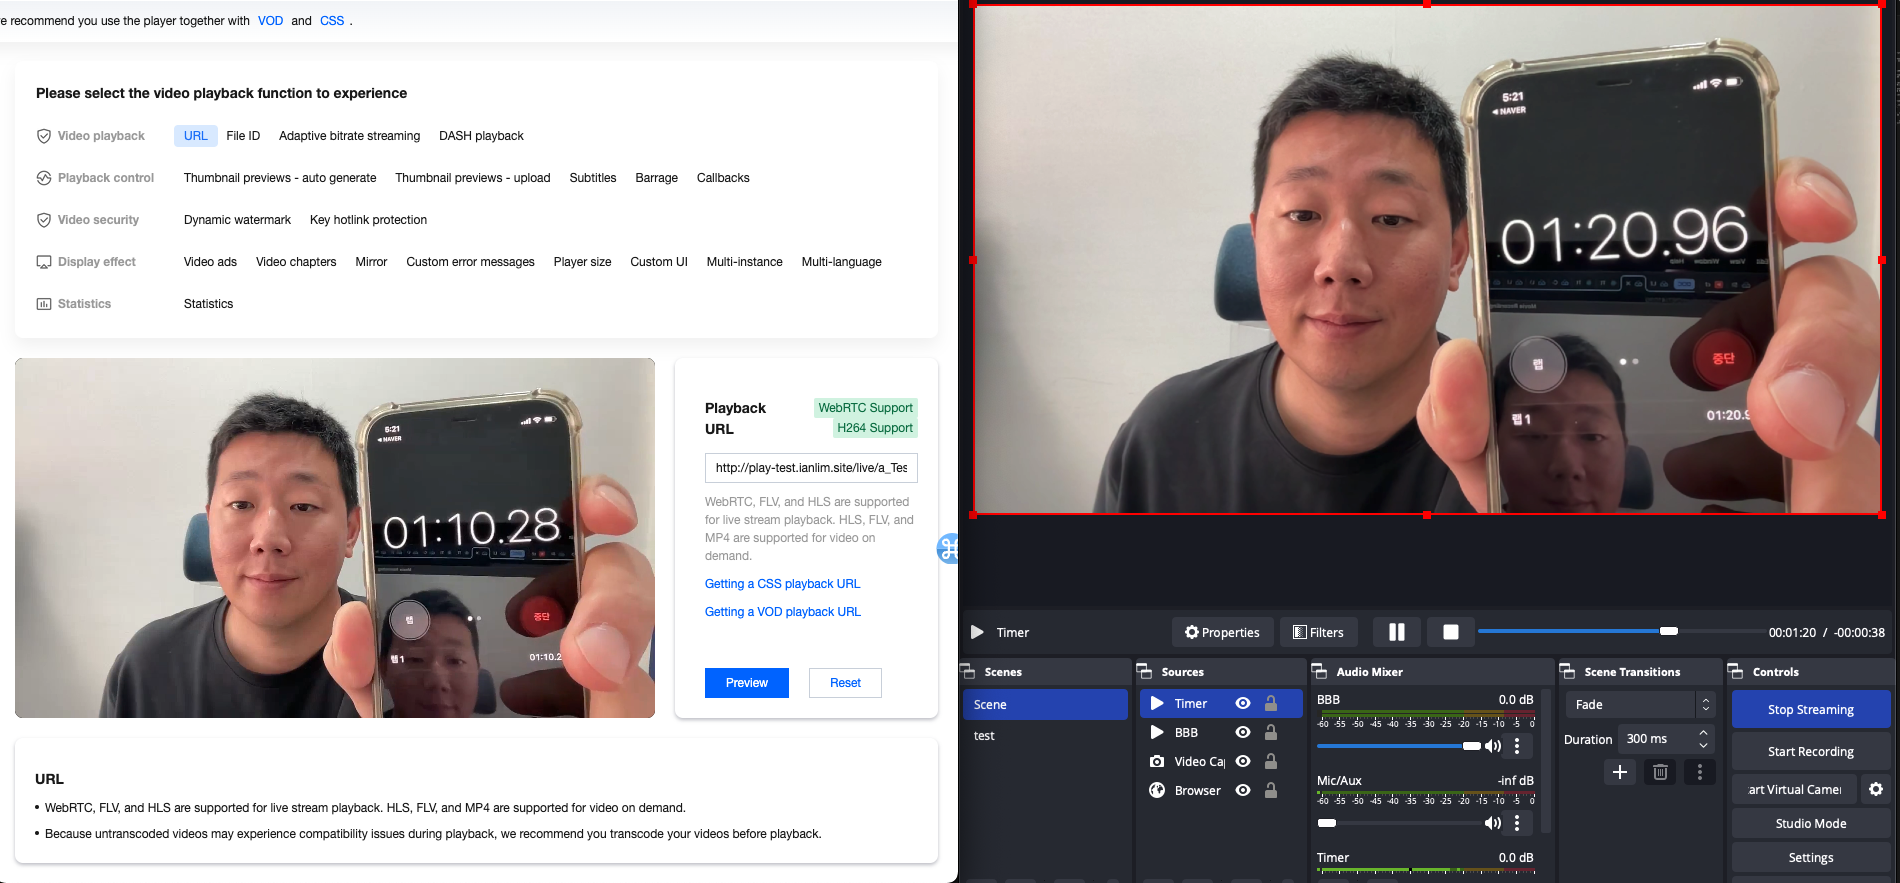 e recommend you use the player together with VOD and CSS .
Please select the video playback function to experience
Video playback URL File ID Adaptive bitrate streaming DASH playback
Playback control Thumbnail previews - auto generate Thumbnail previews - upload Subtitles Barrage Callbacks
Video security Dynamic watermark Key hotlink protection
Display effect Video ads Video chapters Mirror Custom error messages Player size Custom UI Multi-instance Multi-language
Statistics Statistics
5:21
◀ NAVER
01:10.28
랩
중단
랩 1 01:10.2
Playback URL
WebRTC Support
H264 Support
http://play-test.ianlim.site/live/a_Tes
WebRTC, FLV, and HLS are supported
for live stream playback. HLS, FLV, and
MP4 are supported for video on
demand.
Getting a CSS playback URL
Getting a VOD playback URL
Preview Reset
URL
• WebRTC, FLV, and HLS are supported for live stream playback. HLS, FLV, and MP4 are supported for video on demand.
• Because untranscoded videos may experience compatibility issues during playback, we recommend you transcode your videos before playback.
5:21
◀ NAVER
01:20.96
랩
중단
랩 1 01:20.9
Timer Properties Filters 00:01:20 / -00:00:38
Scenes
Scene
test
Sources
Timer
BBB
Video Ca
Browser
Audio Mixer
BBB 0.0 dB
-60 -55 -50 -45 -40 -35 -30 -25 -20 -15 -10 -5 0
Mic/Aux -inf dB
-60 -55 -50 -45 -40 -35 -30 -25 -20 -15 -10 -5 0
Timer 0.0 dB
Scene Transitions
Fade
Duration 300 ms
Controls
Stop Streaming
Start Recording
art Virtual Camer
Studio Mode
Settings